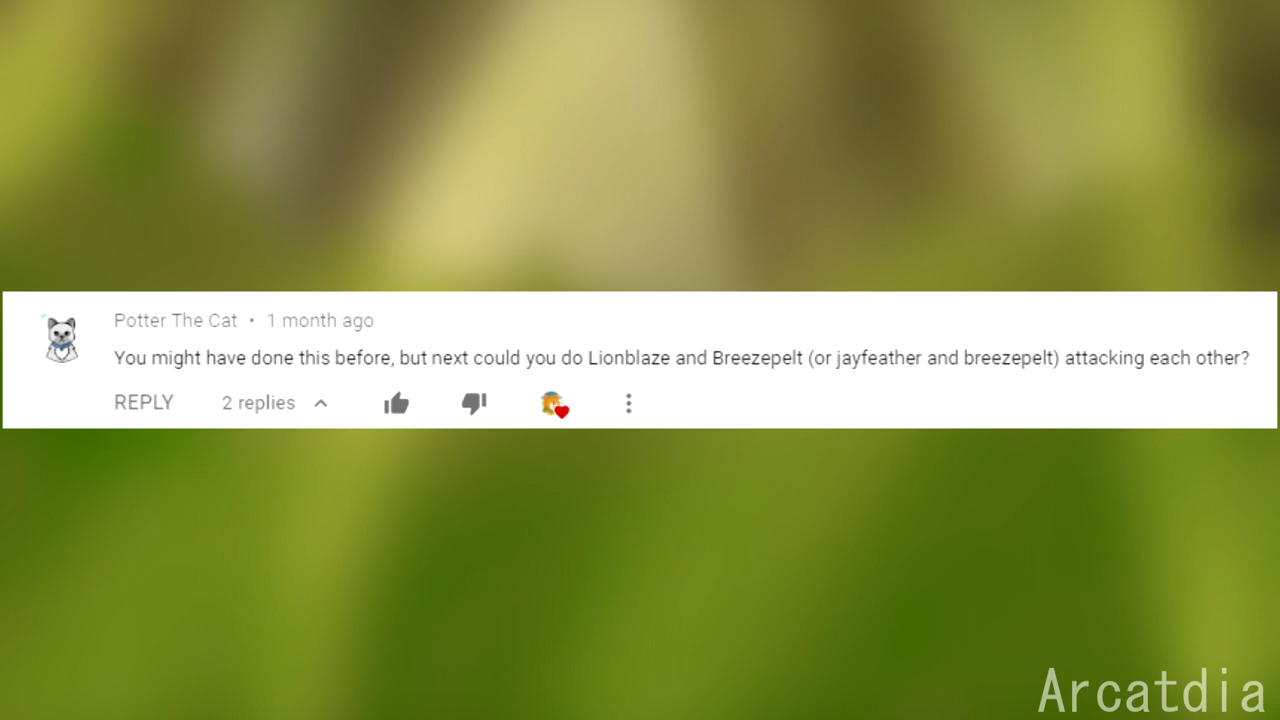 Potter The Cat • 1 month ago
You might have done this before, but next could you do Lionblaze and Breezepelt (or jayfeather and breezepelt) attacking each other?
REPLY 2 replies
Arcatdia